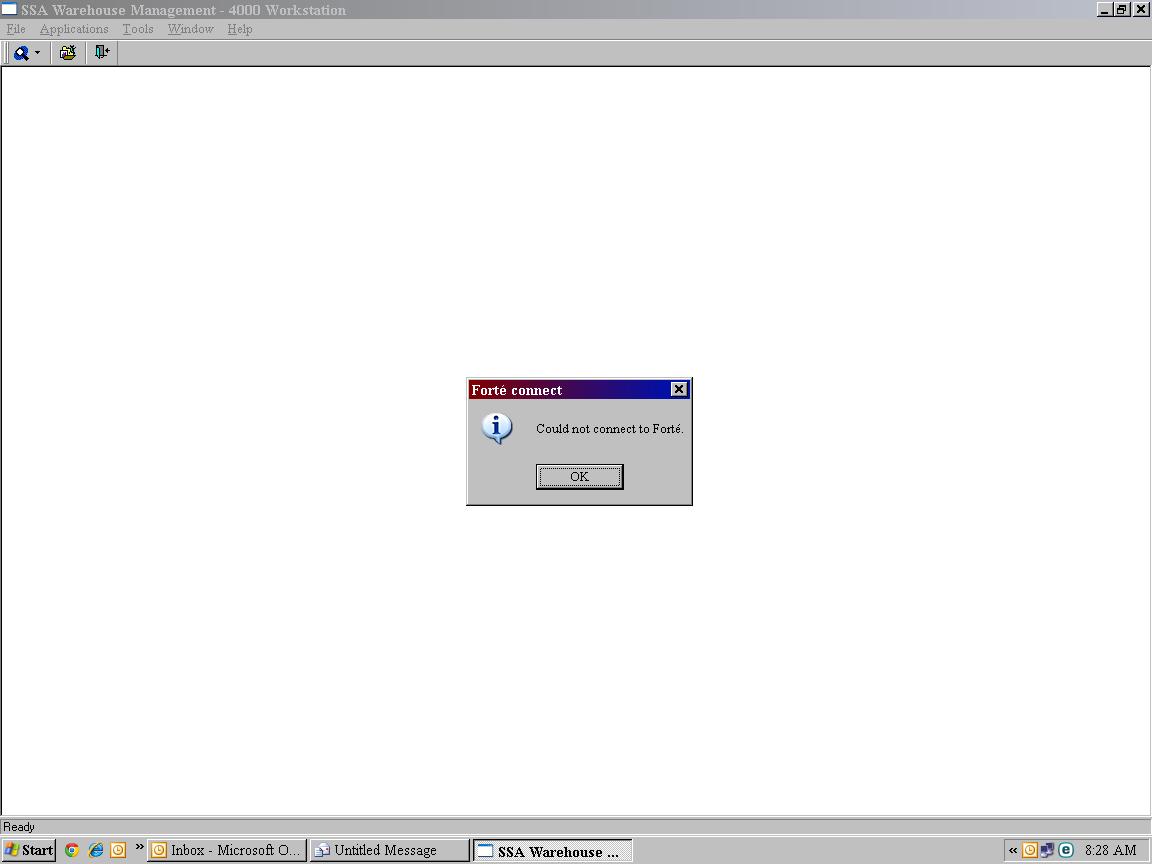 SSA Warehouse Management - 4000 Workstation
File Applications Tools Window Help
Forté connect
Could not connect to Forté.
OK
Ready
Start » Inbox - Microsoft O... Untitled Message SSA Warehouse ... « 8:28 AM